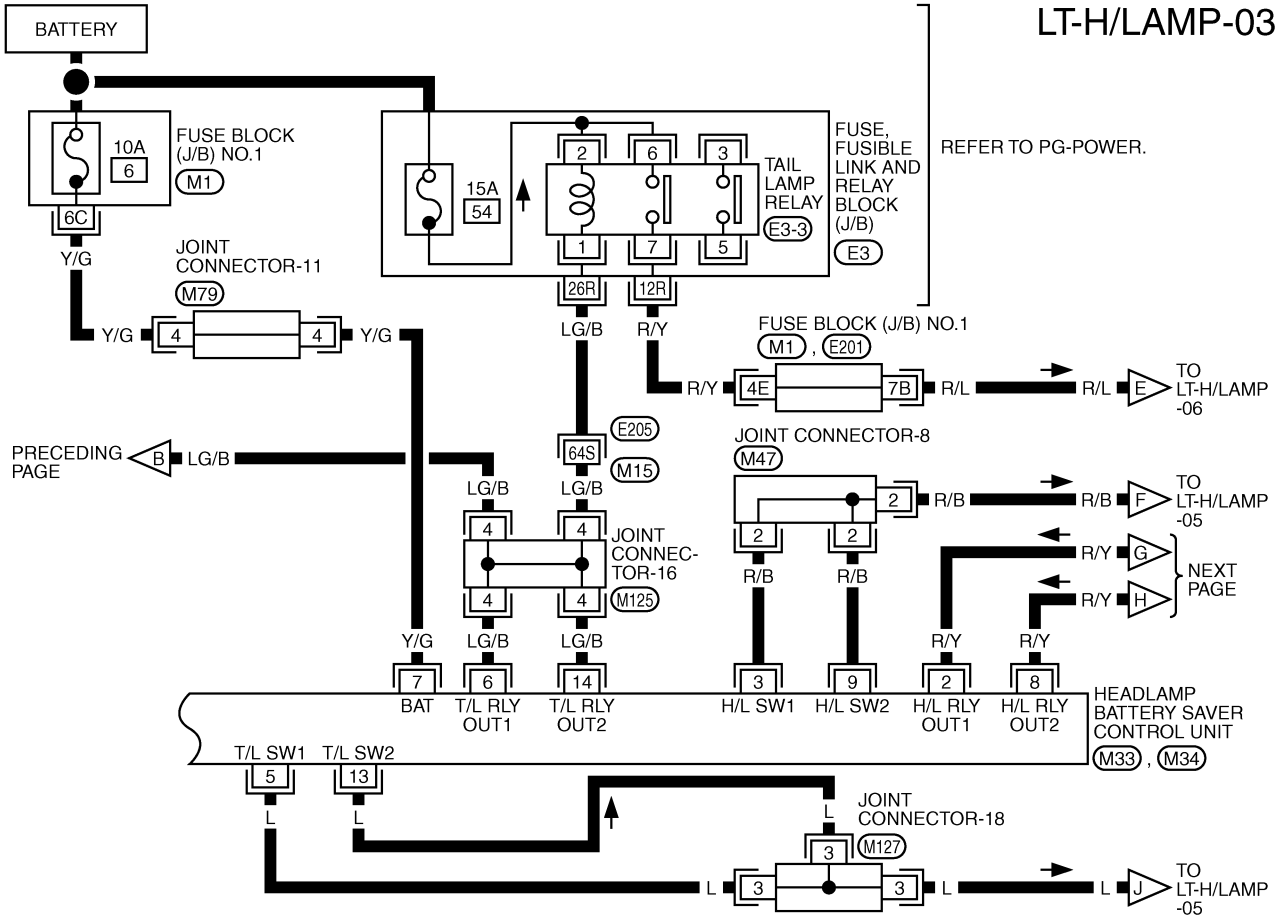 LT-H/LAMP-03
BATTERY
10A
6
FUSE BLOCK
(J/B) NO.1
M1
6C
Y/G
15A
54
2
6
3
1
7
5
TAIL
LAMP
RELAY
E3-3
FUSE,
FUSIBLE
LINK AND
RELAY
BLOCK
(J/B)
E3
REFER TO PG-POWER.
26R
12R
LG/B
R/Y
JOINT
CONNECTOR-11
M79
Y/G
4
4
Y/G
FUSE BLOCK (J/B) NO.1
M1 , E201
R/Y
4E
7B
R/L
R/L
E
TO
LT-H/LAMP
-06
PRECEDING
PAGE
B
LG/B
E205
64S
M15
LG/B
LG/B
JOINT CONNECTOR-8
M47
2
R/B
R/B
F
TO
LT-H/LAMP
-05
2
2
R/B
R/B
4
4
JOINT
CONNEC-
TOR-16
M125
4
4
R/Y
G
R/Y
H
NEXT
PAGE
Y/G
LG/B
LG/B
R/Y
R/Y
7
6
14
3
9
2
8
BAT
T/L RLY
OUT1
T/L RLY
OUT2
H/L SW1
H/L SW2
H/L RLY
OUT1
H/L RLY
OUT2
HEADLAMP
BATTERY SAVER
CONTROL UNIT
M33 , M34
T/L SW1
T/L SW2
5
13
L
L
L
JOINT
CONNECTOR-18
M127
3
L
3
3
L
L
J
TO
LT-H/LAMP
-05